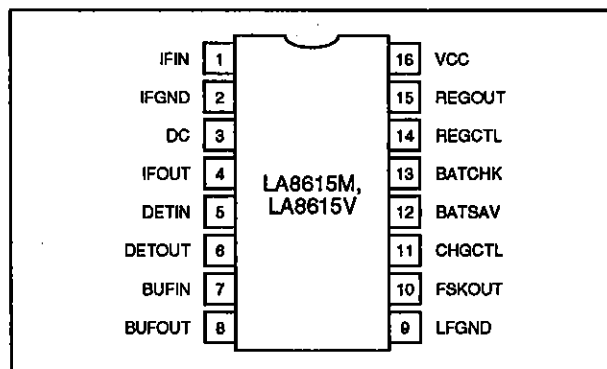 IFIN 1 16 VCC
IFGND 2 15 REGOUT
DC 3 14 REGCTL
IFOUT 4 13 BATCHK
LA8615M,
LA8615V
DETIN 5 12 BATSAV
DETOUT 6 11 CHGCTL
BUFIN 7 10 FSKOUT
BUFOUT 8 9 LFGND